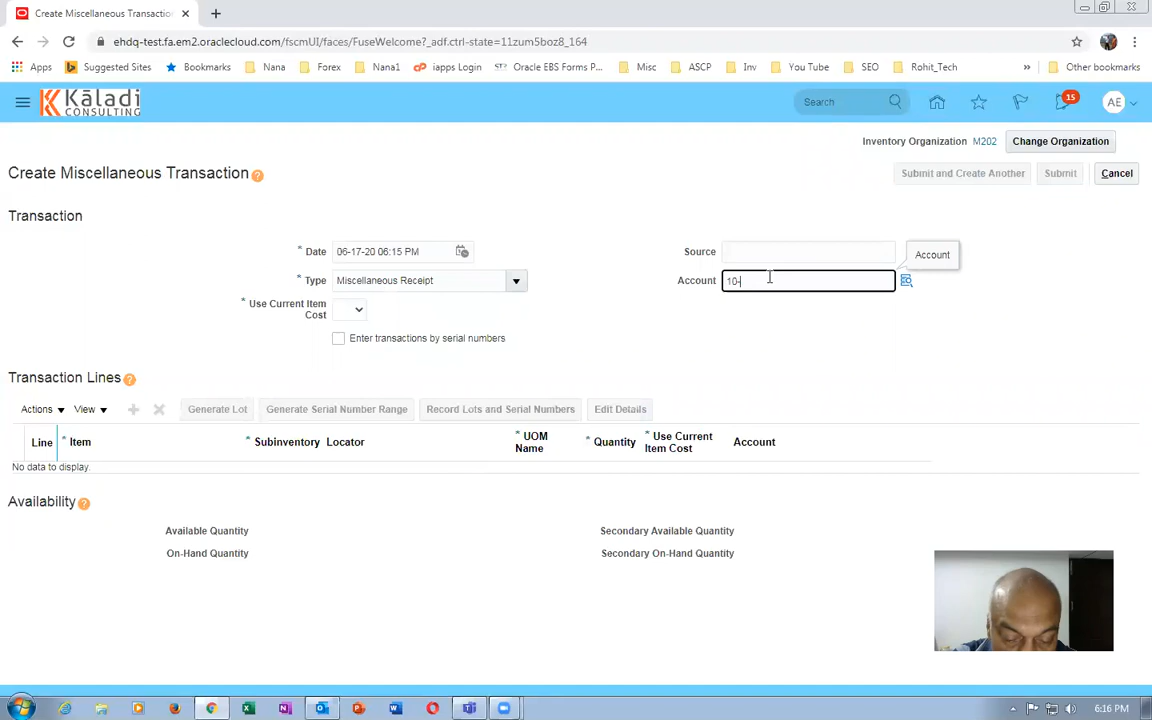 Create Miscellaneous Transaction
ehdq-test.fa.em2.oraclecloud.com/fscmUI/faces/FuseWelcome?_adf.ctrl-state=11zum5boz8_164
Apps Suggested Sites Bookmarks Nana Forex Nana1 iapps Login Oracle EBS Forms P... Misc ASCP Inv You Tube SEO Rohit_Tech » Other bookmarks
Kāladi
CONSULTING
Search
15
AE
Inventory Organization M202 Change Organization
Create Miscellaneous Transaction
Submit and Create Another Submit Cancel
Transaction
* Date 06-17-20 06:15 PM
Source
Account
* Type Miscellaneous Receipt
Account 10-
* Use Current Item
Cost
Enter transactions by serial numbers
Transaction Lines
Actions View Generate Lot Generate Serial Number Range Record Lots and Serial Numbers Edit Details
Line * Item * Subinventory Locator * UOM Name * Quantity * Use Current Item Cost Account
No data to display.
Availability
Available Quantity Secondary Available Quantity
On-Hand Quantity Secondary On-Hand Quantity
6:16 PM